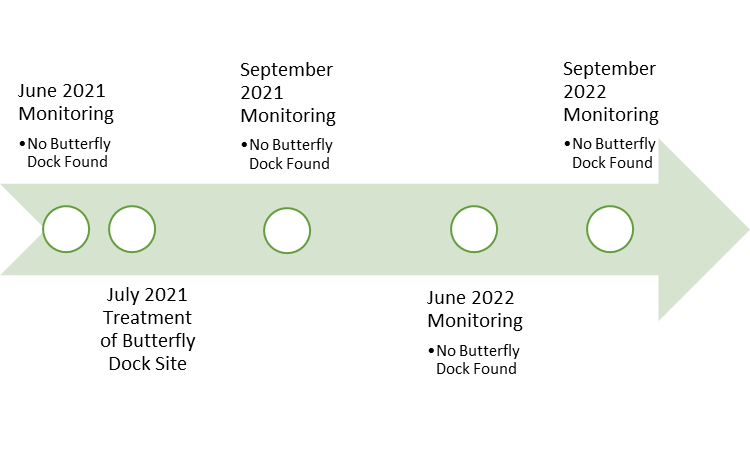 June 2021
Monitoring
•No Butterfly
Dock Found
July 2021
Treatment
of Butterfly
Dock Site
September
2021
Monitoring
•No Butterfly
Dock Found
June 2022
Monitoring
•No Butterfly
Dock Found
September
2022
Monitoring
•No Butterfly
Dock Found